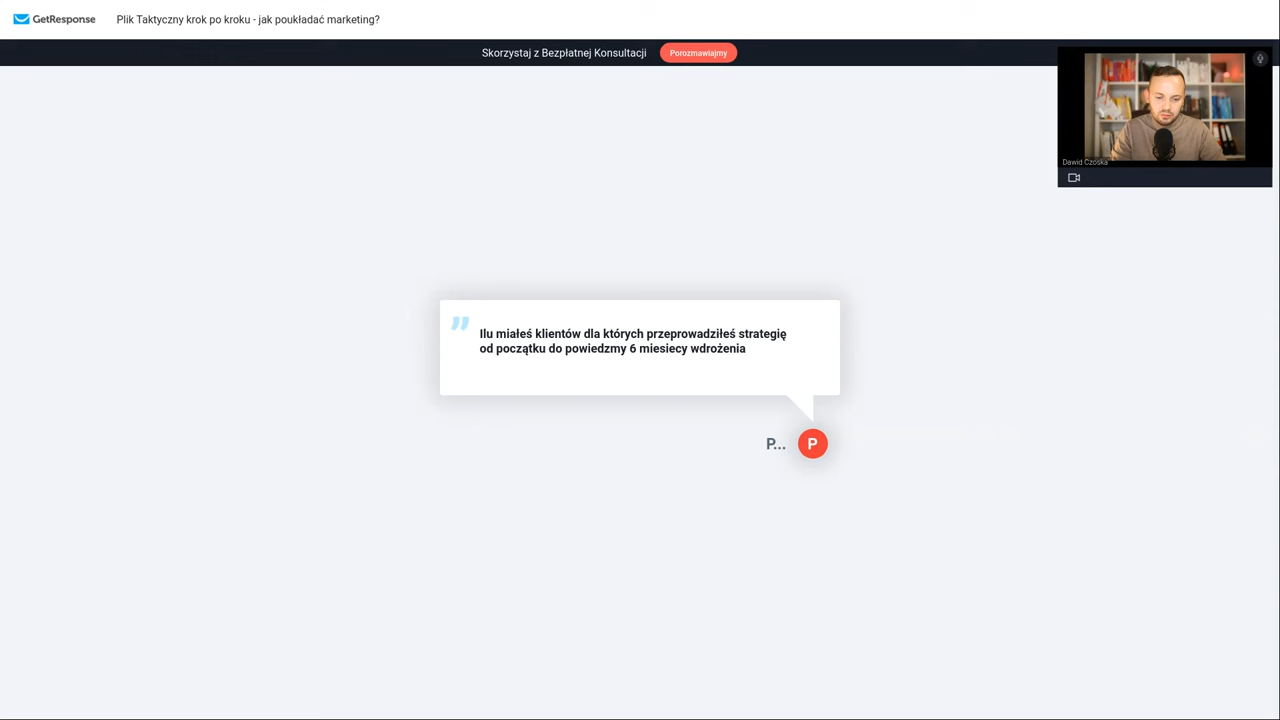 GetResponse
Plik Taktyczny krok po kroku - jak poukładać marketing?
Skorzystaj z Bezpłatnej Konsultacji
Porozmawiajmy
Dawid Czoska
Ilu miałeś klientów dla których przeprowadziłeś strategię
od początku do powiedzmy 6 miesiecy wdrożenia
P...
P